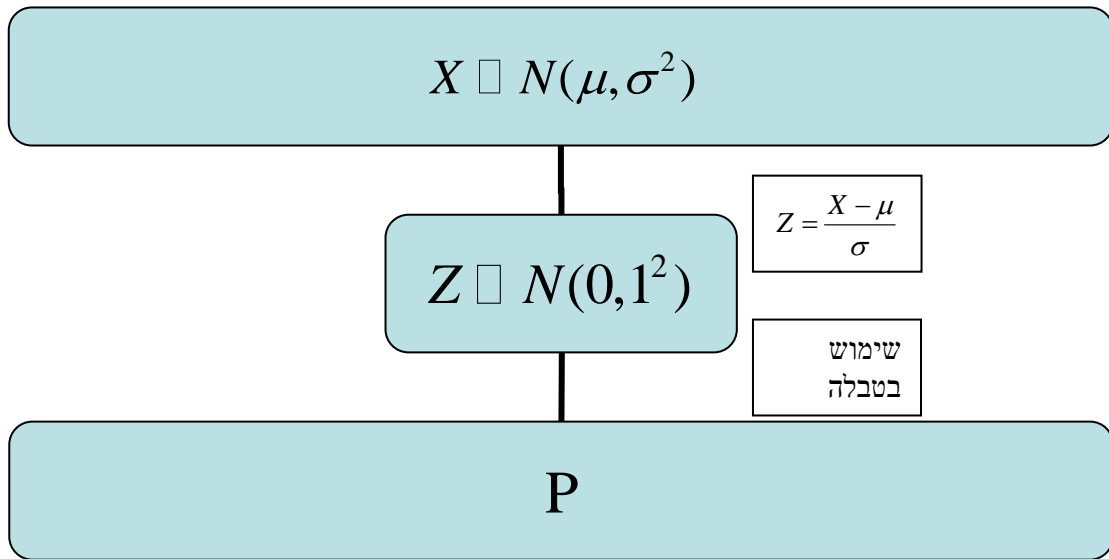 X □ N(μ, σ²)
Z = (X − μ) / σ
Z □ N(0,1²)
שימוש
בטבלה
P